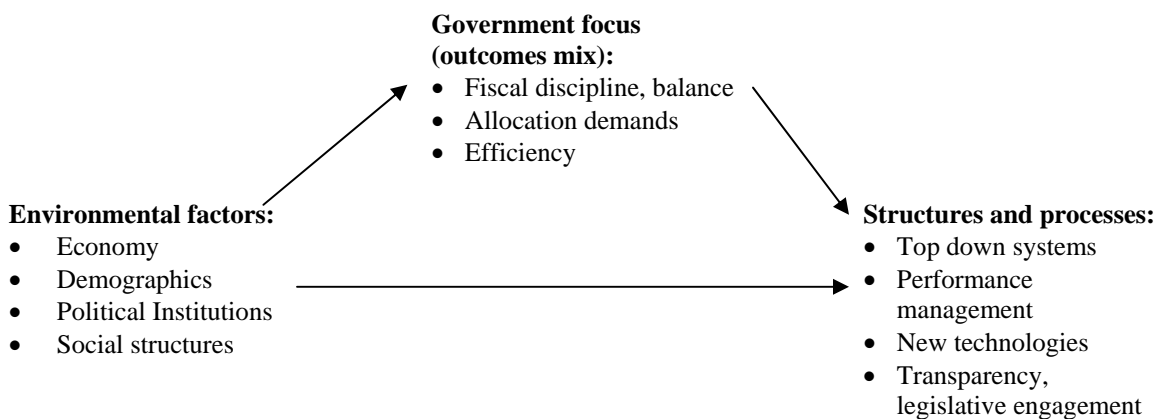 Government focus
(outcomes mix):
• Fiscal discipline, balance
• Allocation demands
• Efficiency
Environmental factors:
• Economy
• Demographics
• Political Institutions
• Social structures
Structures and processes:
• Top down systems
• Performance
management
• New technologies
• Transparency,
legislative engagement